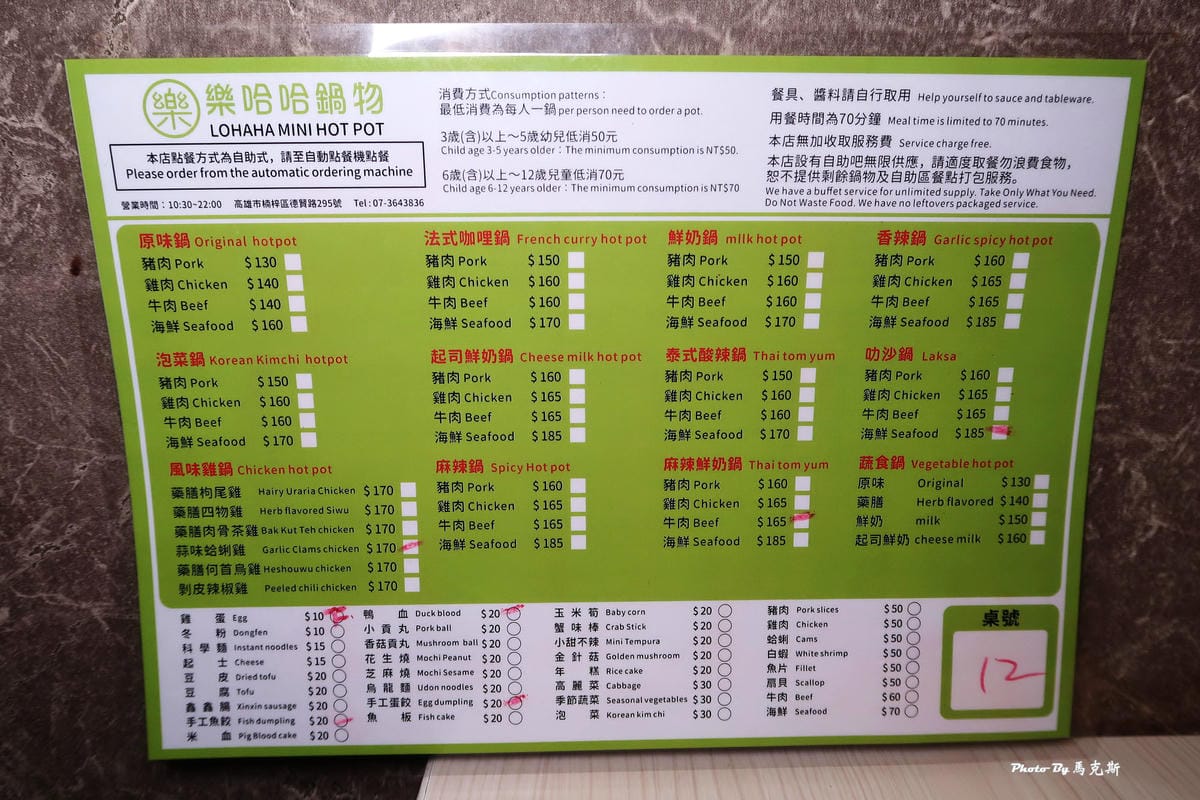 樂 樂哈哈鍋物
LOHAHA MINI HOT POT
本店點餐方式為自助式，請至自動點餐機點餐
Please order from the automatic ordering machine
營業時間：10:30~22:00 高雄市楠梓區德賢路295號 Tel : 07-3643836
消費方式Consumption patterns：
最低消費為每人一鍋 per person need to order a pot.
3歲(含)以上～5歲幼兒低消50元
Child age 3-5 years older：The minimum consumption is NT$50.
6歲(含)以上～12歲兒童低消70元
Child age 6-12 years older：The minimum consumption is NT$70
餐具、醬料請自行取用 Help yourself to sauce and tableware.
用餐時間為70分鐘 Meal time is limited to 70 minutes.
本店無加收取服務費 Service charge free.
本店設有自助吧無限供應，請適度取餐勿浪費食物，
恕不提供剩餘鍋物及自助區餐點打包服務。
We have a buffet service for unlimited supply. Take Only What You Need.
Do Not Waste Food. We have no leftovers packaged service.
原味鍋 Original hotpot
豬肉 Pork $130
雞肉 Chicken $140
牛肉 Beef $140
海鮮 Seafood $160
法式咖哩鍋 French curry hot pot
豬肉 Pork $150
雞肉 Chicken $160
牛肉 Beef $160
海鮮 Seafood $170
鮮奶鍋 mllk hot pot
豬肉 Pork $150
雞肉 Chicken $160
牛肉 Beef $160
海鮮 Seafood $170
香辣鍋 Garlic spicy hot pot
豬肉 Pork $160
雞肉 Chicken $165
牛肉 Beef $165
海鮮 Seafood $185
泡菜鍋 Korean Kimchi hotpot
豬肉 Pork $150
雞肉 Chicken $160
牛肉 Beef $160
海鮮 Seafood $170
起司鮮奶鍋 Cheese milk hot pot
豬肉 Pork $160
雞肉 Chicken $165
牛肉 Beef $165
海鮮 Seafood $185
泰式酸辣鍋 Thai tom yum
豬肉 Pork $150
雞肉 Chicken $160
牛肉 Beef $160
海鮮 Seafood $170
叻沙鍋 Laksa
豬肉 Pork $160
雞肉 Chicken $165
牛肉 Beef $165
海鮮 Seafood $185
風味雞鍋 Chicken hot pot
藥膳枸尾雞 Hairy Uraria Chicken $170
藥膳四物雞 Herb flavored Siwu $170
藥膳肉骨茶雞 Bak Kut Teh chicken $170
蒜味蛤蜊雞 Garlic Clams chicken $170
藥膳何首烏雞 Heshouwu chicken $170
剝皮辣椒雞 Peeled chili chicken $170
麻辣鍋 Spicy Hot pot
豬肉 Pork $160
雞肉 Chicken $165
牛肉 Beef $165
海鮮 Seafood $185
麻辣鮮奶鍋 Thai tom yum
豬肉 Pork $160
雞肉 Chicken $165
牛肉 Beef $165
海鮮 Seafood $185
蔬食鍋 Vegetable hot pot
原味 Original $130
藥膳 Herb flavored $140
鮮奶 milk $150
起司鮮奶 cheese milk $160
雞蛋 Egg $10
冬粉 Dongfen $10
科學麵 Instant noodles $15
起士 Cheese $15
豆皮 Dried tofu $20
豆腐 Tofu $20
鑫鑫腸 Xinxin sausage $20
手工魚餃 Fish dumpling $20
米血 Pig Blood cake $20
鴨血 Duck blood $20
小貢丸 Pork ball $20
香菇貢丸 Mushroom ball $20
花生燒 Mochi Peanut $20
芝麻燒 Mochi Sesame $20
烏龍麵 Udon noodles $20
手工蛋餃 Egg dumpling $20
魚板 Fish cake $20
玉米筍 Baby corn $20
蟹味棒 Crab Stick $20
小甜不辣 Mini Tempura $20
金針菇 Golden mushroom $20
年糕 Rice cake $20
高麗菜 Cabbage $30
季節蔬菜 Seasonal vegetables $30
泡菜 Korean kim chi $30
豬肉 Pork slices $50
雞肉 Chicken $50
蛤蜊 Cams $50
白蝦 White shrimp $50
魚片 Fillet $50
扇貝 Scallop $50
牛肉 Beef $60
海鮮 Seafood $70
桌號
12
Photo By 馬克斯